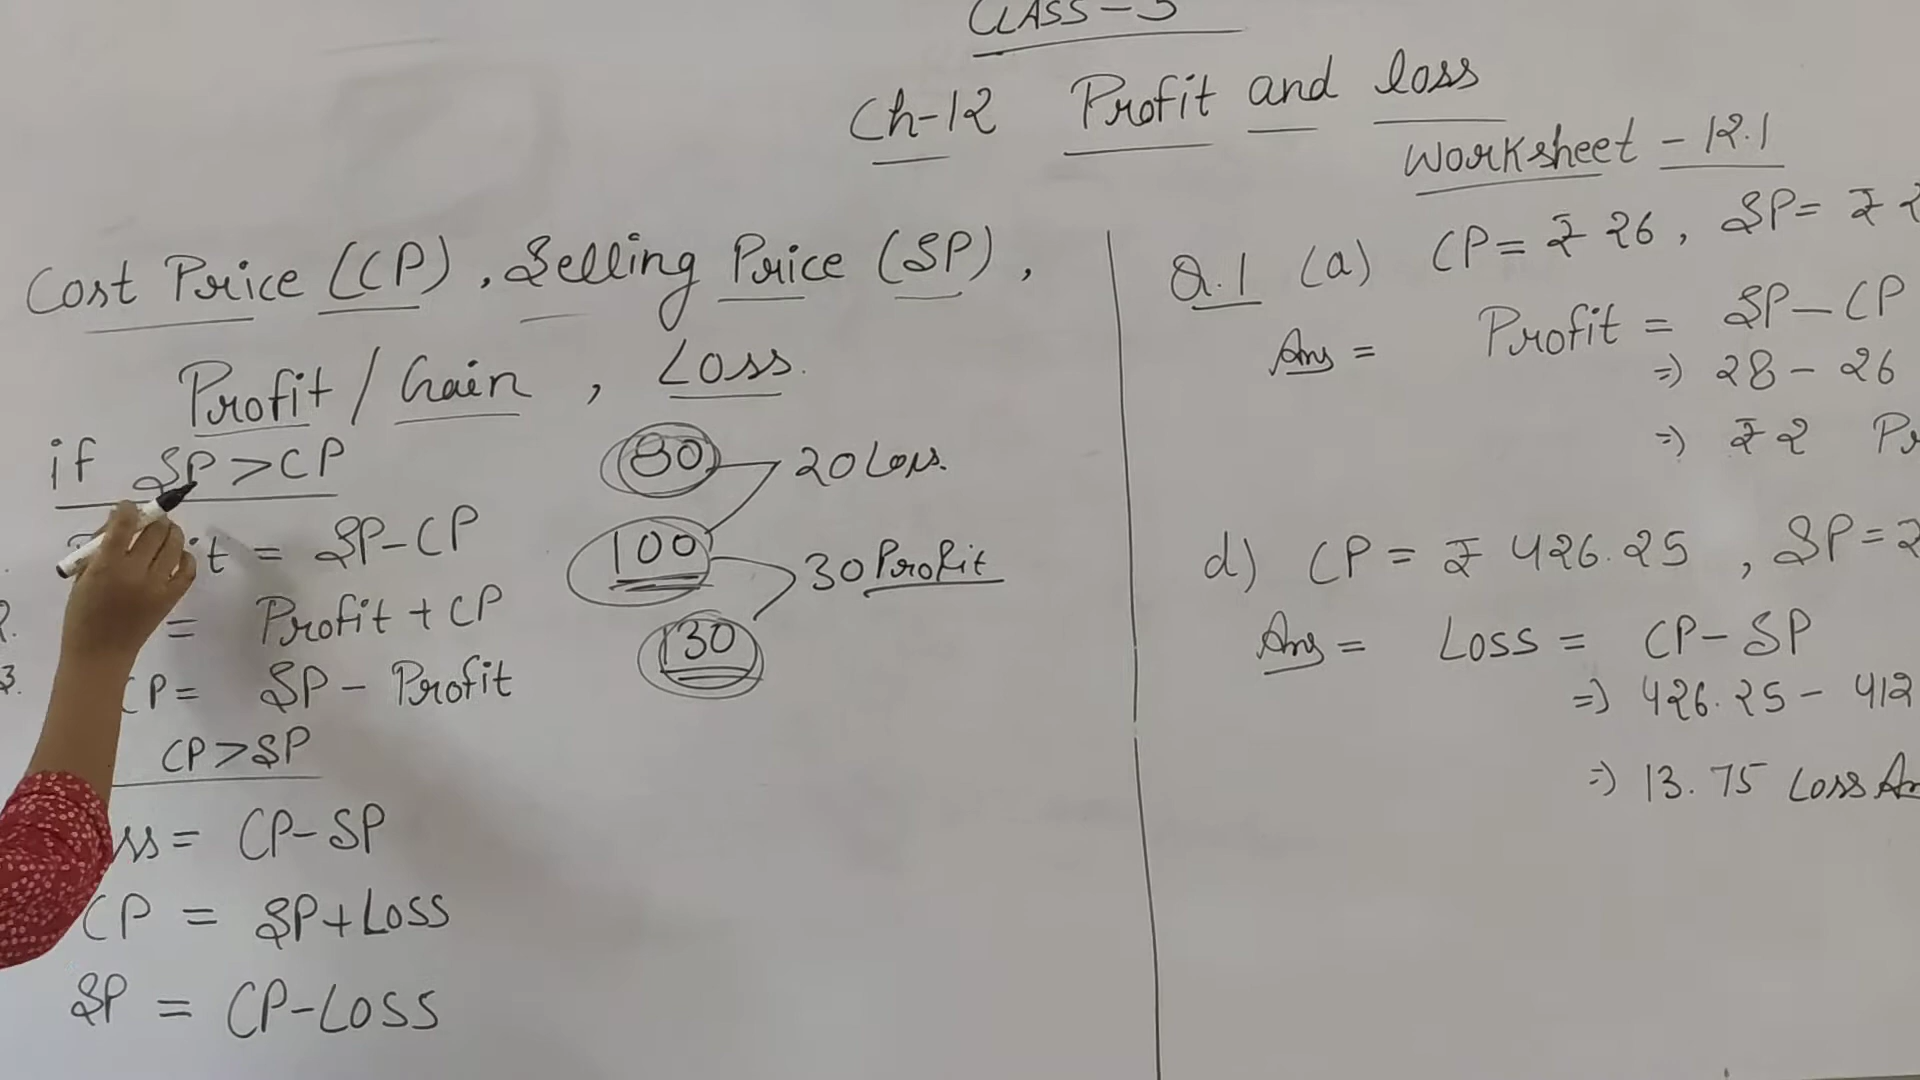 CLASS-5
Ch-12 Profit and loss
Worksheet - 12.1
Cost Price (CP), Selling Price (SP),
Profit / Gain, Loss.
if SP>CP
= SP-CP
2. = Profit + CP
3. CP= SP - Profit
CP>SP
= CP-SP
CP = SP+Loss
SP = CP-Loss
80 20 Loss.
100
30 Profit
130
Q.1 (a) CP= ₹ 26, SP= ₹
Ans = Profit = SP-CP
⇒ 28 - 26
⇒ ₹ 2
d) CP = ₹ 426.25, SP=
Ans = Loss = CP- SP
⇒ 426.25 - 412
⇒ 13.75 Loss